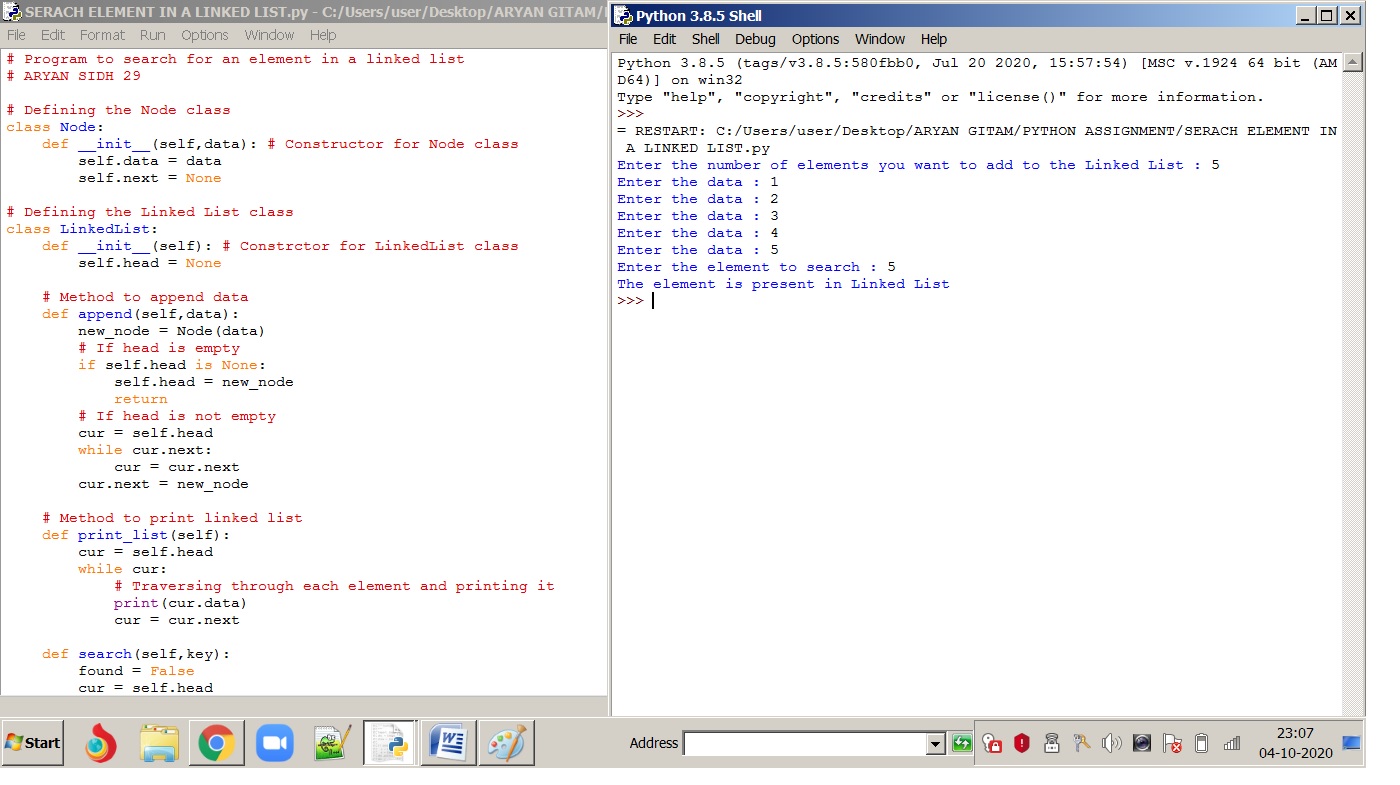 SERACH ELEMENT IN A LINKED LIST.py - C:/Users/user/Desktop/ARYAN GITAM/
File Edit Format Run Options Window Help
# Program to search for an element in a linked list
# ARYAN SIDH 29
# Defining the Node class
class Node:
def __init__(self,data): # Constructor for Node class
self.data = data
self.next = None
# Defining the Linked List class
class LinkedList:
def __init__(self): # Constrctor for LinkedList class
self.head = None
# Method to append data
def append(self,data):
new_node = Node(data)
# If head is empty
if self.head is None:
self.head = new_node
return
# If head is not empty
cur = self.head
while cur.next:
cur = cur.next
cur.next = new_node
# Method to print linked list
def print_list(self):
cur = self.head
while cur:
# Traversing through each element and printing it
print(cur.data)
cur = cur.next
def search(self,key):
found = False
cur = self.head
Python 3.8.5 Shell
File Edit Shell Debug Options Window Help
Python 3.8.5 (tags/v3.8.5:580fbb0, Jul 20 2020, 15:57:54) [MSC v.1924 64 bit (AM
D64)] on win32
Type "help", "copyright", "credits" or "license()" for more information.
>>>
= RESTART: C:/Users/user/Desktop/ARYAN GITAM/PYTHON ASSIGNMENT/SERACH ELEMENT IN
A LINKED LIST.py
Enter the number of elements you want to add to the Linked List : 5
Enter the data : 1
Enter the data : 2
Enter the data : 3
Enter the data : 4
Enter the data : 5
Enter the element to search : 5
The element is present in Linked List
>>>
Start
Address
23:07
04-10-2020